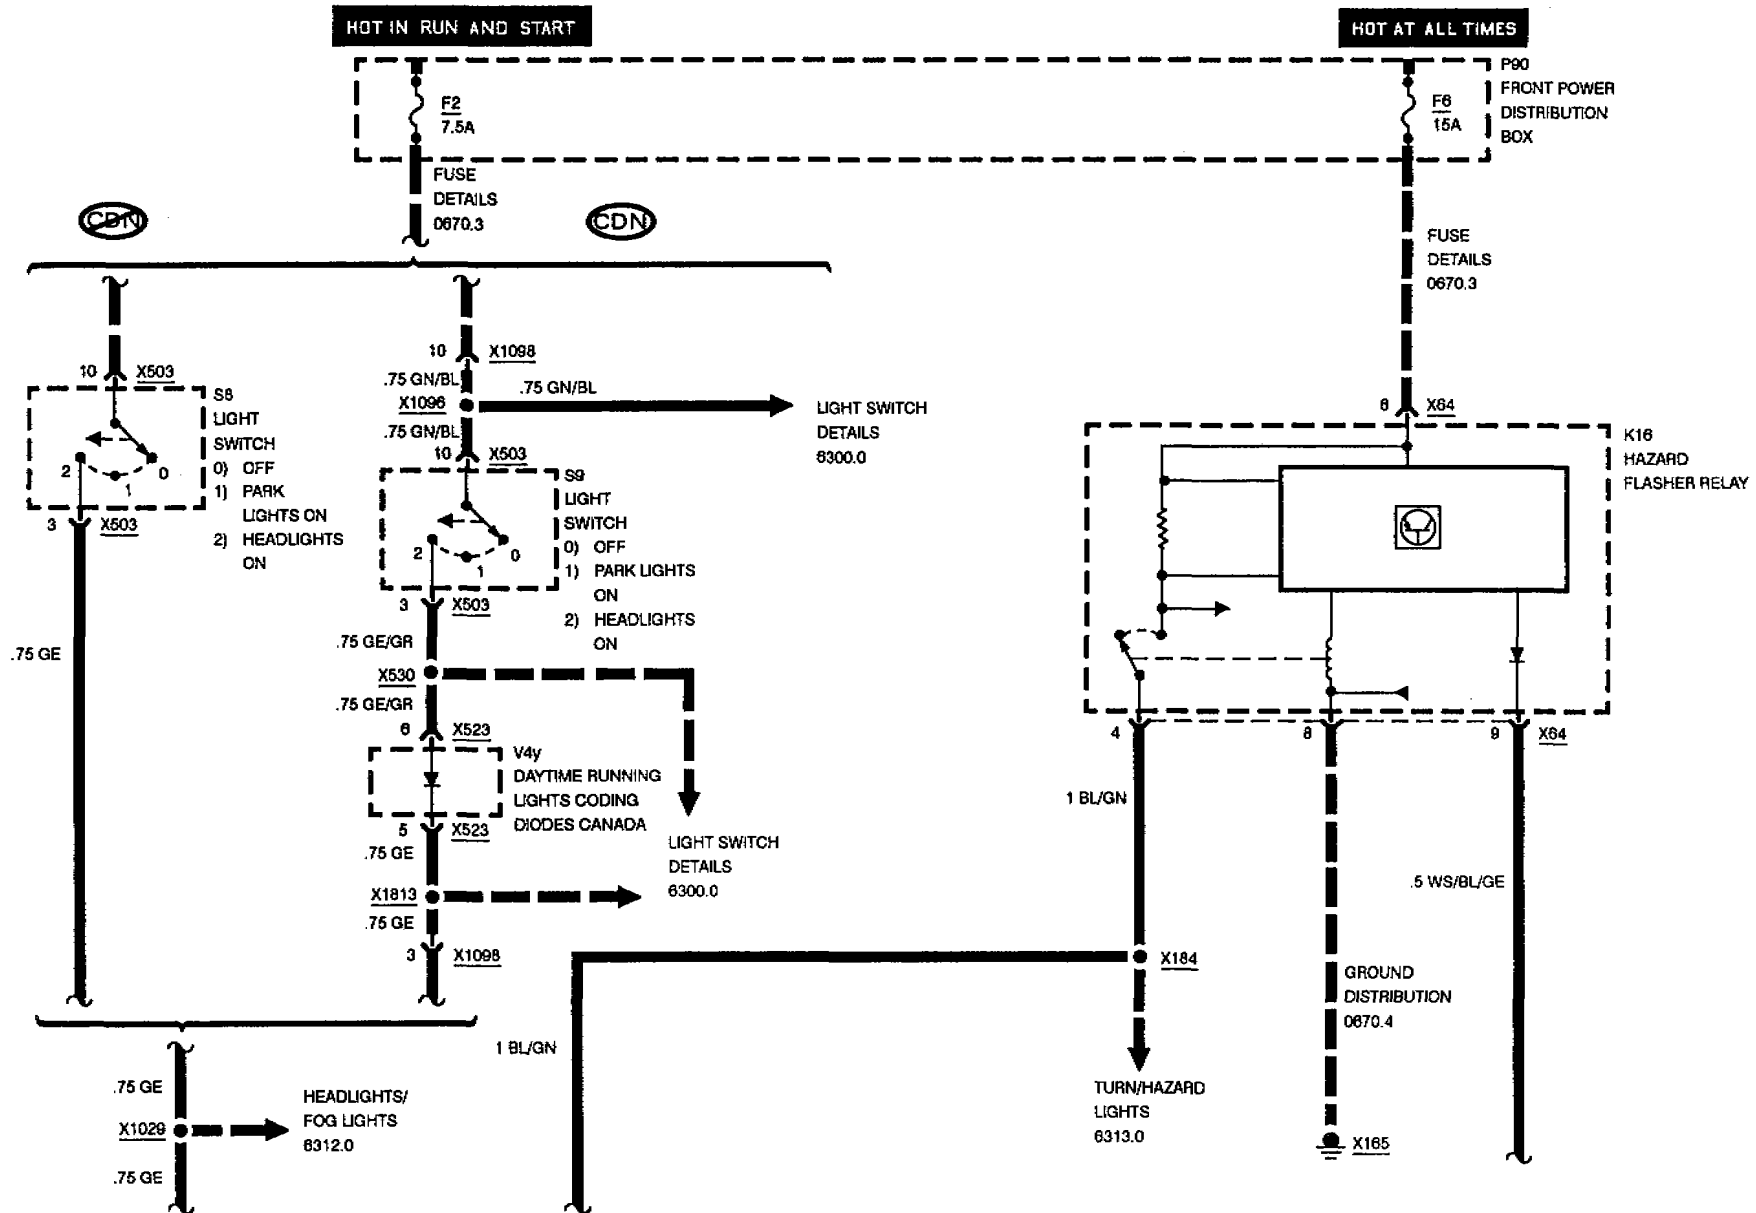 HOT IN RUN AND START
HOT AT ALL TIMES
P90
FRONT POWER
DISTRIBUTION
BOX
F2
7.5A
F6
15A
FUSE
DETAILS
0670.3
CDN
CDN
FUSE
DETAILS
0670.3
10 X503
S8
LIGHT
SWITCH
0) OFF
1) PARK
LIGHTS ON
2) HEADLIGHTS
ON
2
1
0
3 X503
.75 GE
10 X1098
.75 GN/BL
X1096
.75 GN/BL
.75 GN/BL
LIGHT SWITCH
DETAILS
6300.0
10 X503
S9
LIGHT
SWITCH
0) OFF
1) PARK LIGHTS
ON
2) HEADLIGHTS
ON
2
1
0
3 X503
.75 GE/GR
X530
.75 GE/GR
6 X523
V4y
DAYTIME RUNNING
LIGHTS CODING
DIODES CANADA
5 X523
.75 GE
LIGHT SWITCH
DETAILS
6300.0
X1813
.75 GE
3 X1098
6 X64
K16
HAZARD
FLASHER RELAY
4
8
9 X64
1 BL/GN
.5 WS/BL/GE
X184
GROUND
DISTRIBUTION
0670.4
1 BL/GN
TURN/HAZARD
LIGHTS
6313.0
X165
.75 GE
X1029
.75 GE
HEADLIGHTS/
FOG LIGHTS
6312.0